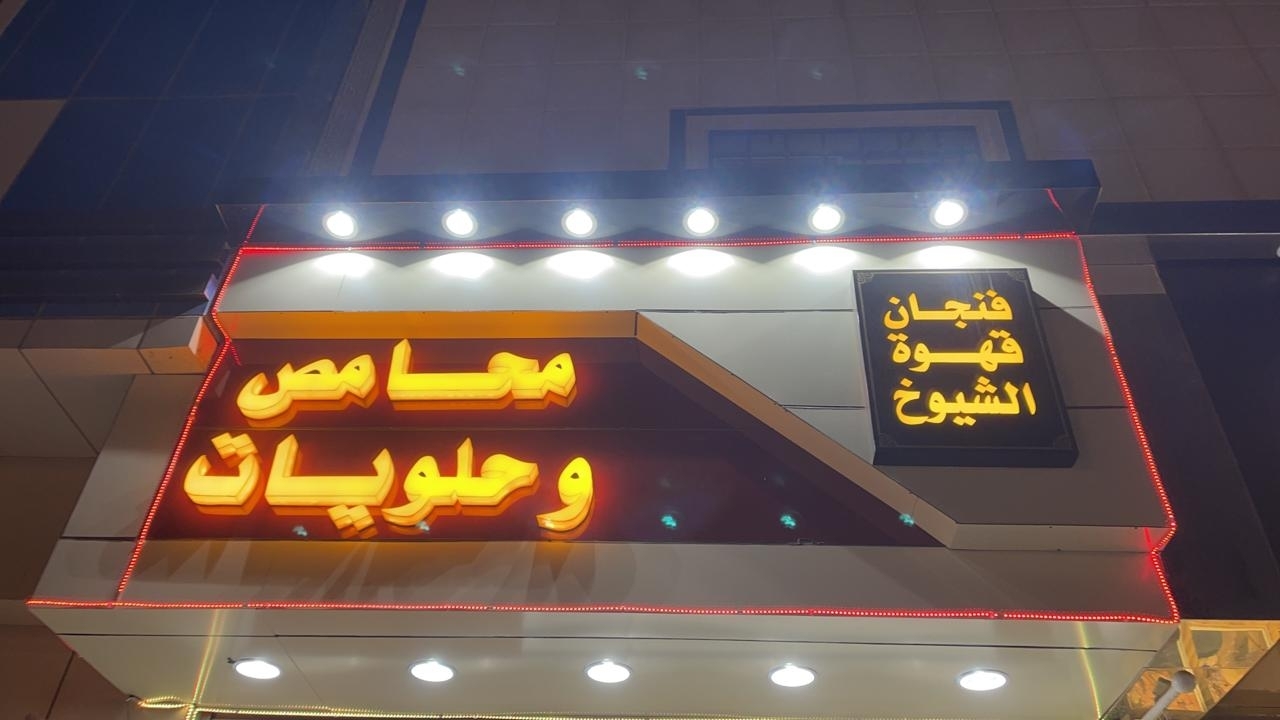 فنجان
قهوة
الشيوخ
محامص
وحلويات